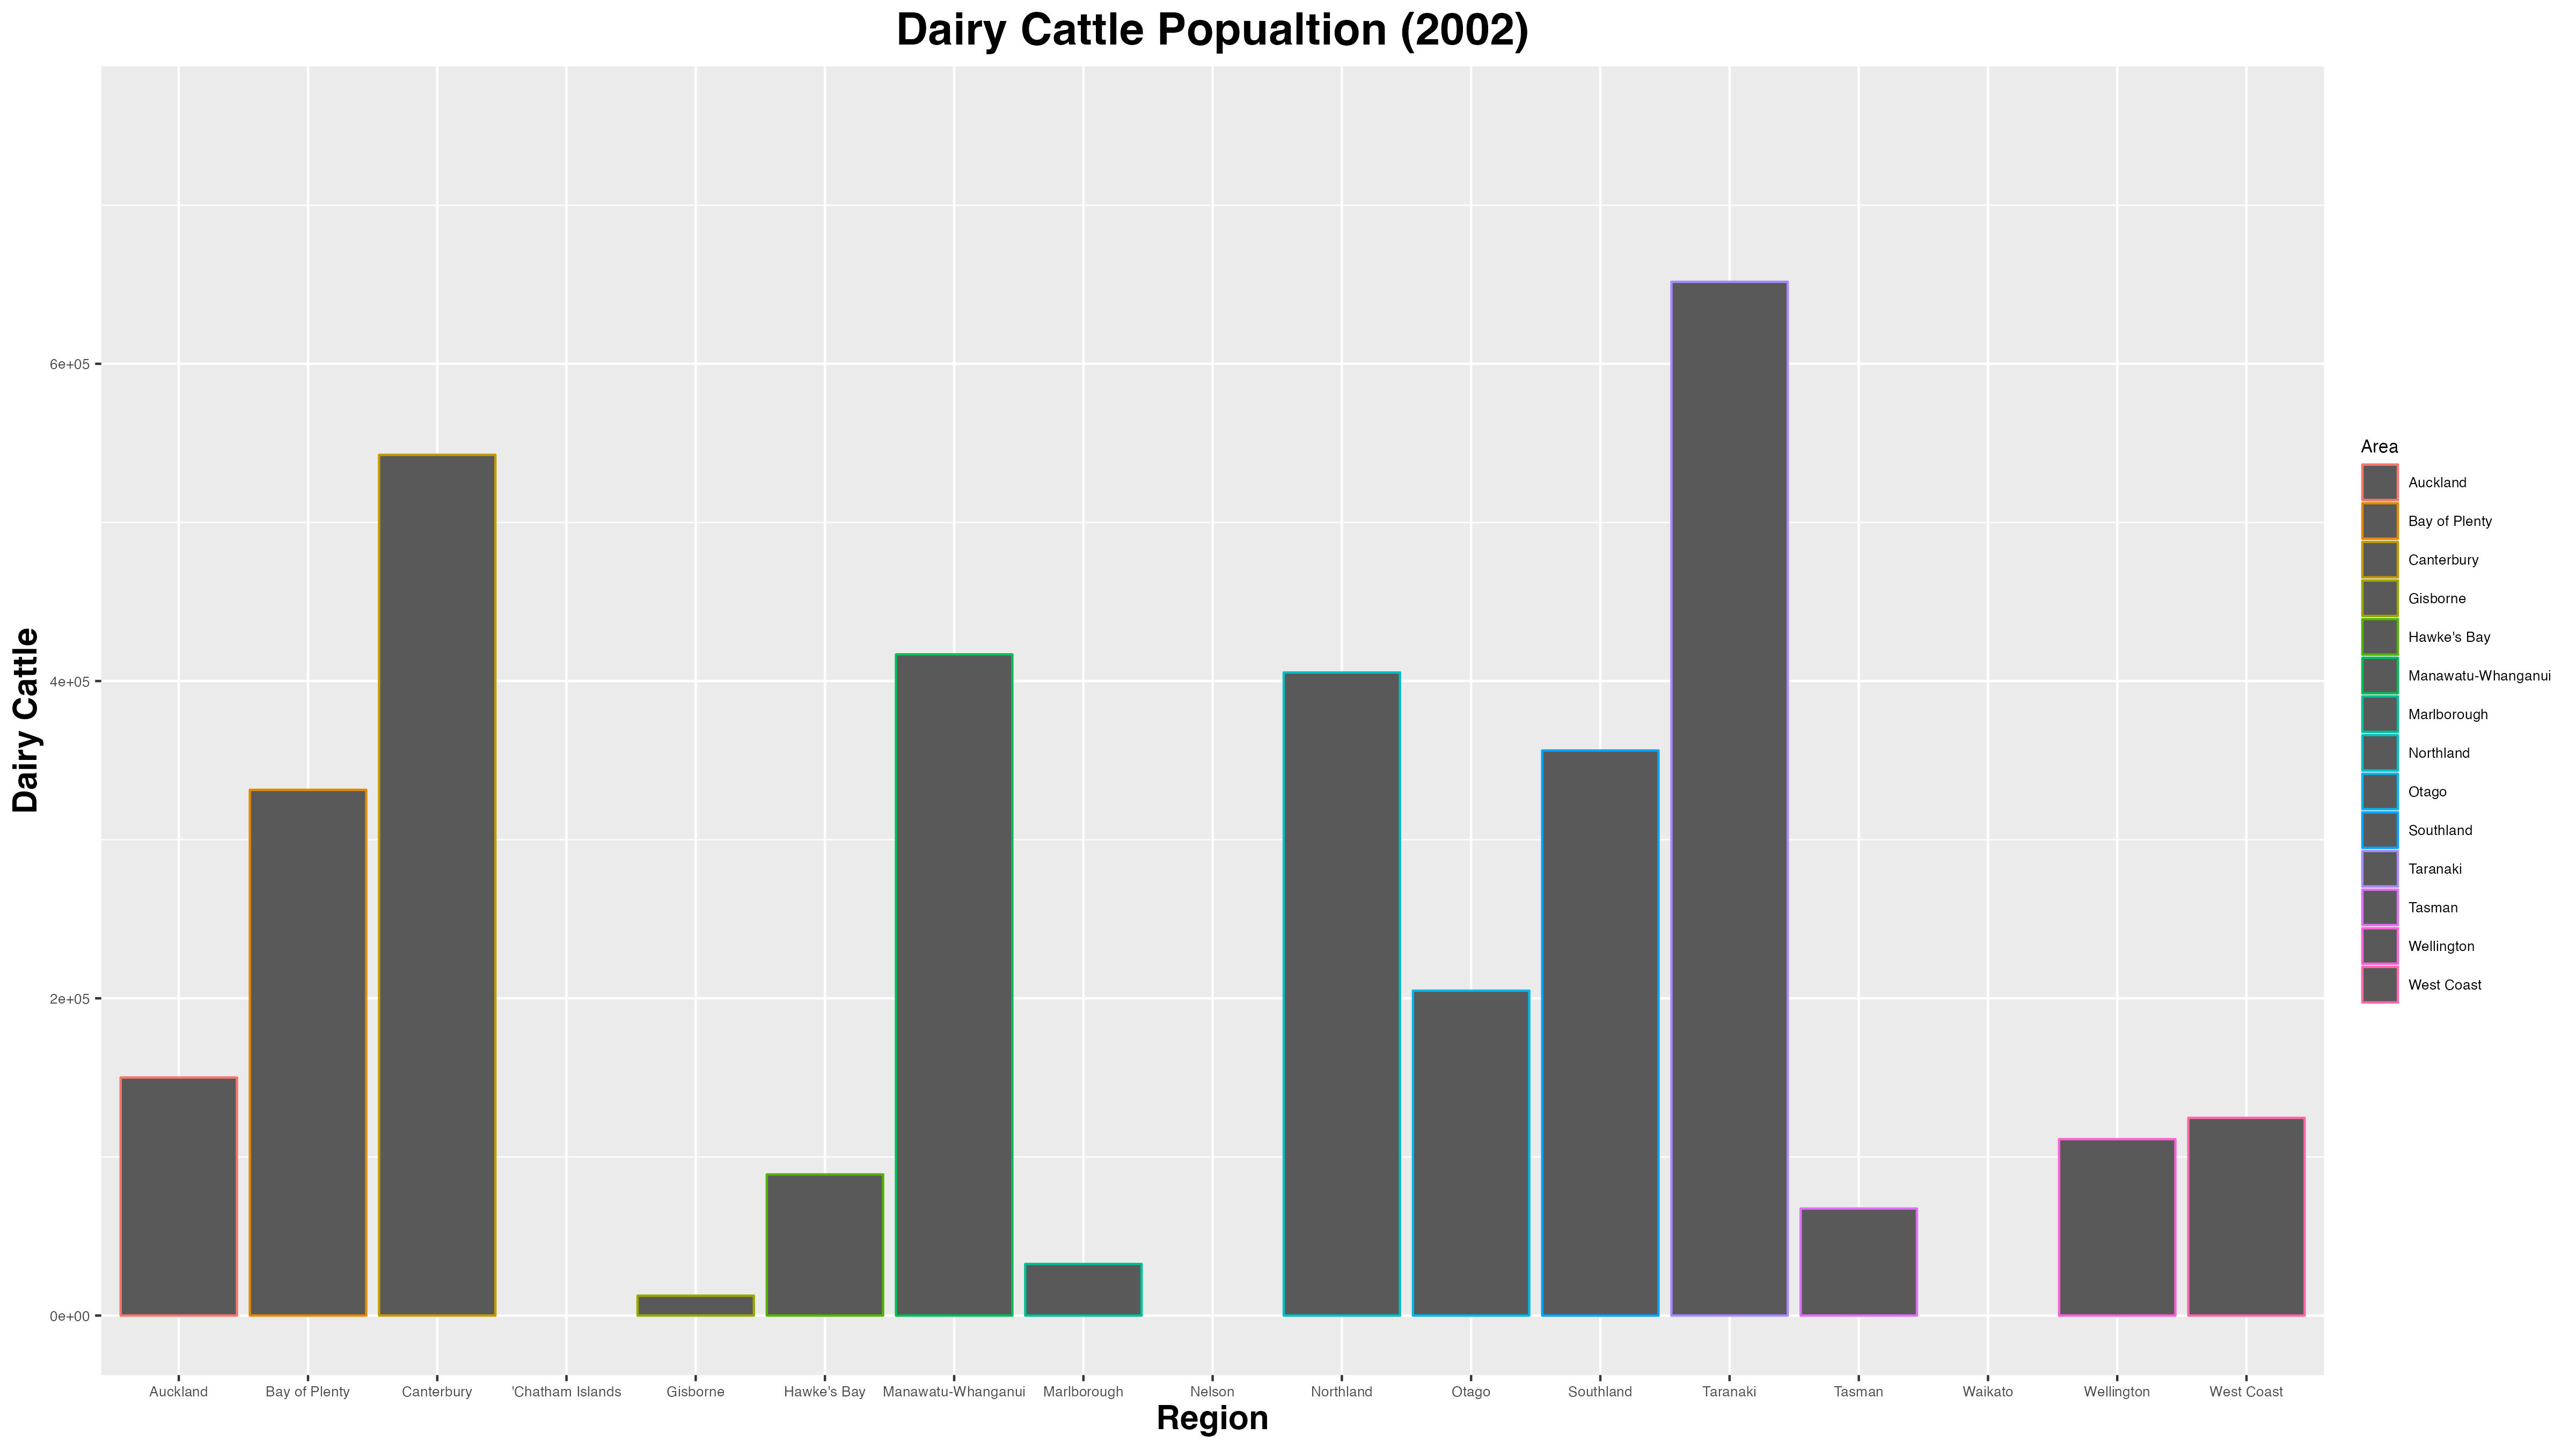 Dairy Cattle Popualtion (2002)
Dairy Cattle
6e+05
4e+05
2e+05
0e+00
Auckland
Bay of Plenty
Canterbury
'Chatham Islands
Gisborne
Hawke's Bay
Manawatu-Whanganui
Marlborough
Nelson
Northland
Otago
Southland
Taranaki
Tasman
Waikato
Wellington
West Coast
Region
Area
Auckland
Bay of Plenty
Canterbury
Gisborne
Hawke's Bay
Manawatu-Whanganui
Marlborough
Northland
Otago
Southland
Taranaki
Tasman
Wellington
West Coast